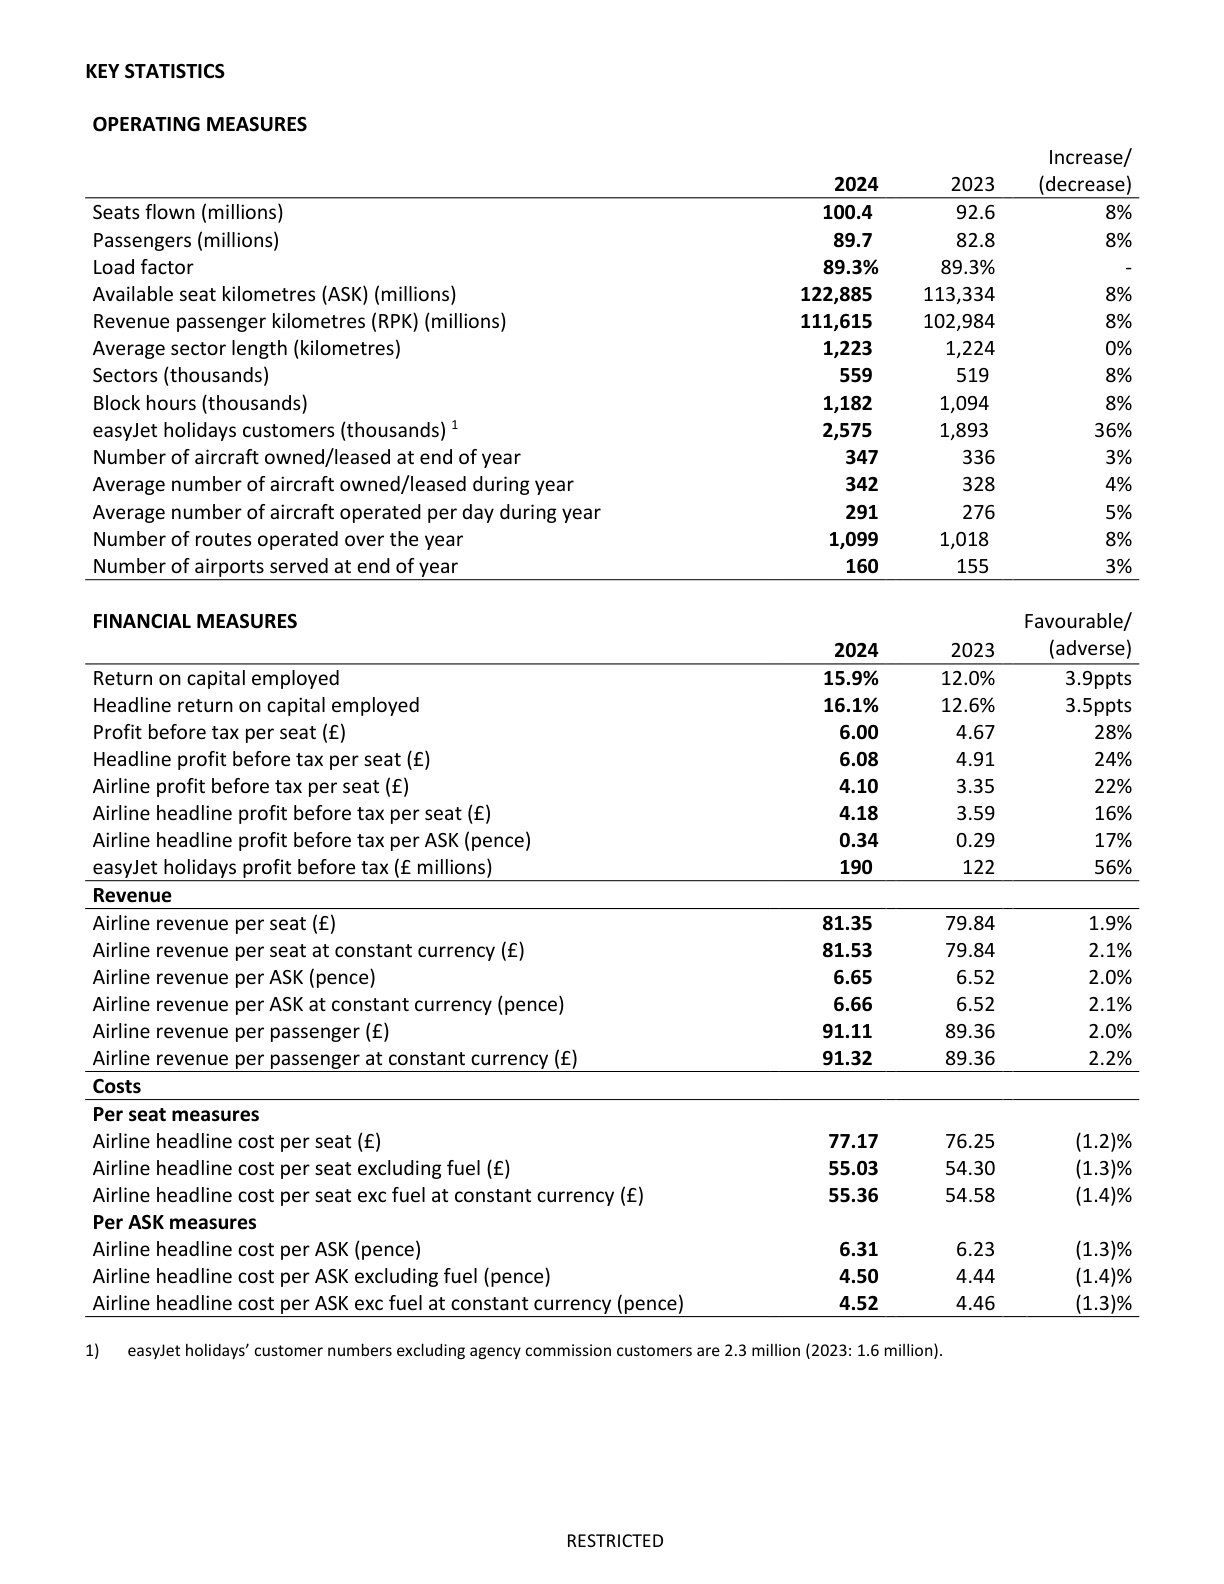 KEY STATISTICS
OPERATING MEASURES
Increase/
2024 2023 (decrease)
Seats flown (millions) 100.4 92.6 8%
Passengers (millions) 89.7 82.8 8%
Load factor 89.3% 89.3% -
Available seat kilometres (ASK) (millions) 122,885 113,334 8%
Revenue passenger kilometres (RPK) (millions) 111,615 102,984 8%
Average sector length (kilometres) 1,223 1,224 0%
Sectors (thousands) 559 519 8%
Block hours (thousands) 1,182 1,094 8%
easyJet holidays customers (thousands) 1 2,575 1,893 36%
Number of aircraft owned/leased at end of year 347 336 3%
Average number of aircraft owned/leased during year 342 328 4%
Average number of aircraft operated per day during year 291 276 5%
Number of routes operated over the year 1,099 1,018 8%
Number of airports served at end of year 160 155 3%
FINANCIAL MEASURES Favourable/
2024 2023 (adverse)
Return on capital employed 15.9% 12.0% 3.9ppts
Headline return on capital employed 16.1% 12.6% 3.5ppts
Profit before tax per seat (£) 6.00 4.67 28%
Headline profit before tax per seat (£) 6.08 4.91 24%
Airline profit before tax per seat (£) 4.10 3.35 22%
Airline headline profit before tax per seat (£) 4.18 3.59 16%
Airline headline profit before tax per ASK (pence) 0.34 0.29 17%
easyJet holidays profit before tax (£ millions) 190 122 56%
Revenue
Airline revenue per seat (£) 81.35 79.84 1.9%
Airline revenue per seat at constant currency (£) 81.53 79.84 2.1%
Airline revenue per ASK (pence) 6.65 6.52 2.0%
Airline revenue per ASK at constant currency (pence) 6.66 6.52 2.1%
Airline revenue per passenger (£) 91.11 89.36 2.0%
Airline revenue per passenger at constant currency (£) 91.32 89.36 2.2%
Costs
Per seat measures
Airline headline cost per seat (£) 77.17 76.25 (1.2)%
Airline headline cost per seat excluding fuel (£) 55.03 54.30 (1.3)%
Airline headline cost per seat exc fuel at constant currency (£) 55.36 54.58 (1.4)%
Per ASK measures
Airline headline cost per ASK (pence) 6.31 6.23 (1.3)%
Airline headline cost per ASK excluding fuel (pence) 4.50 4.44 (1.4)%
Airline headline cost per ASK exc fuel at constant currency (pence) 4.52 4.46 (1.3)%
1) easyJet holidays’ customer numbers excluding agency commission customers are 2.3 million (2023: 1.6 million).
RESTRICTED